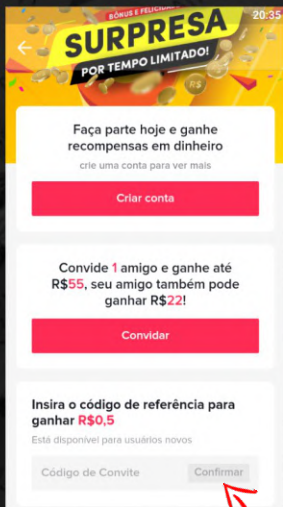 BÔNUS E FELICIDADE
20:35
SURPRESA
POR TEMPO LIMITADO!
R$
Faça parte hoje e ganhe
recompensas em dinheiro
crie uma conta para ver mais
Criar conta
Convide 1 amigo e ganhe até
R$55, seu amigo também pode
ganhar R$22!
Convidar
Insira o código de referência para
ganhar R$0,5
Está disponível para usuários novos
Código de Convite
Confirmar